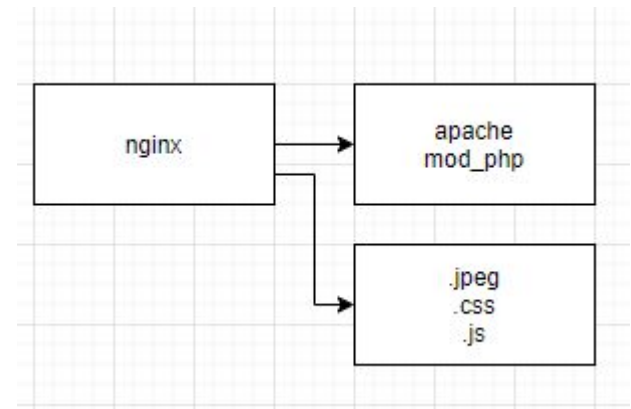 nginx
apache
mod_php
.jpeg
.css
.js